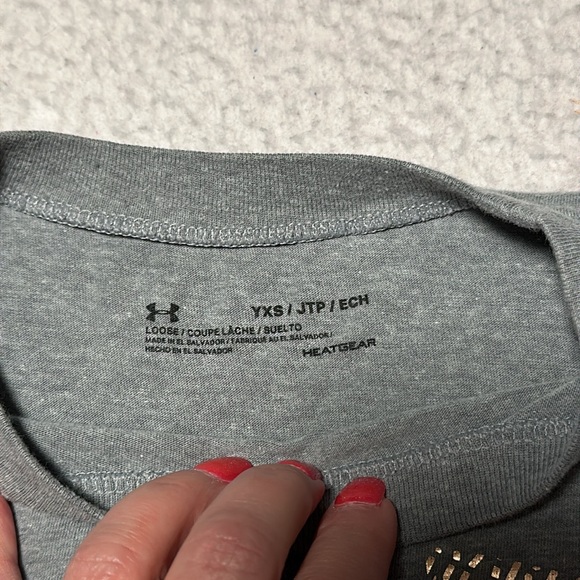 YXS / JTP / ECH
LOOSE / COUPE LÂCHE / SUELTO
MADE IN EL SALVADOR / FABRIQUÉ AU EL SALVADOR /
HECHO EN EL SALVADOR
HEATGEAR